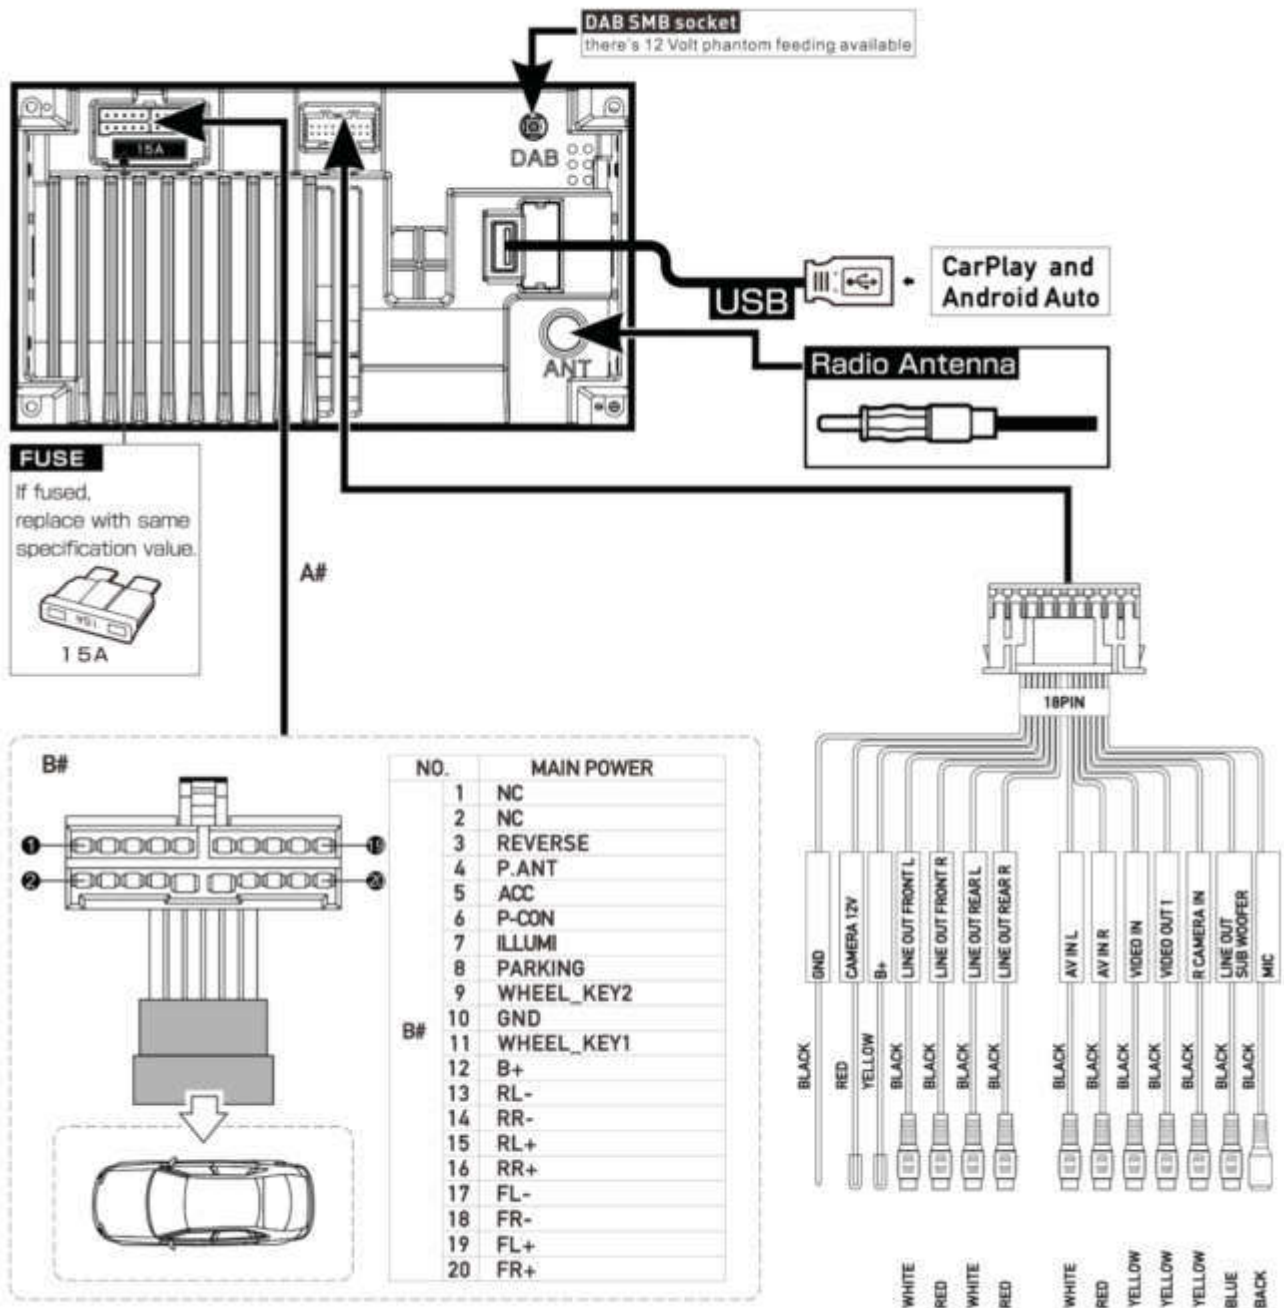 DAB SMB socket
there's 12 Volt phantom feeding available
15A
DAB
USB
CarPlay and
Android Auto
ANT
Radio Antenna
FUSE
If fused,
replace with same
specification value.
15A
15A
A#
18PIN
B#
1
19
2
20
NO. MAIN POWER
B#
1 NC
2 NC
3 REVERSE
4 P.ANT
5 ACC
6 P-CON
7 ILLUMI
8 PARKING
9 WHEEL_KEY2
10 GND
11 WHEEL_KEY1
12 B+
13 RL-
14 RR-
15 RL+
16 RR+
17 FL-
18 FR-
19 FL+
20 FR+
GND
CAMERA 12V
B+
LINE OUT FRONT L
LINE OUT FRONT R
LINE OUT REAR L
LINE OUT REAR R
AV IN L
AV IN R
VIDEO IN
VIDEO OUT 1
R CAMERA IN
LINE OUT
SUB WOOFER
MIC
BLACK
RED
YELLOW
BLACK
BLACK
BLACK
BLACK
BLACK
BLACK
BLACK
BLACK
BLACK
BLACK
BLACK
WHITE
RED
WHITE
RED
WHITE
RED
YELLOW
YELLOW
YELLOW
BLUE
BACK